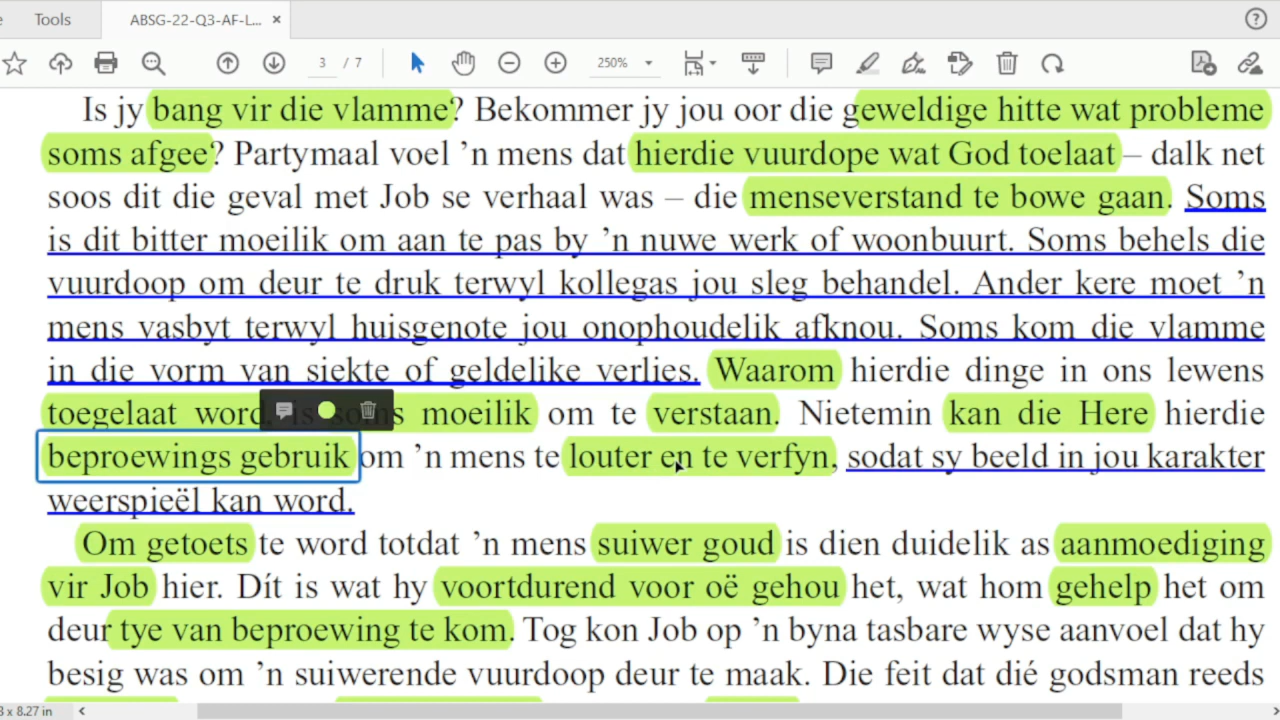 Tools
ABSG-22-Q3-AF-L... ×
3 / 7
250%
Is jy bang vir die vlamme? Bekommer jy jou oor die geweldige hitte wat probleme
soms afgee? Partymaal voel ’n mens dat hierdie vuurdope wat God toelaat – dalk net
soos dit die geval met Job se verhaal was – die menseverstand te bowe gaan. Soms
is dit bitter moeilik om aan te pas by ’n nuwe werk of woonbuurt. Soms behels die
vuurdoop om deur te druk terwyl kollegas jou sleg behandel. Ander kere moet ’n
mens vasbyt terwyl huisgenote jou onophoudelik afknou. Soms kom die vlamme
in die vorm van siekte of geldelike verlies. Waarom hierdie dinge in ons lewens
toegelaat word, is soms moeilik om te verstaan. Nietemin kan die Here hierdie
beproewings gebruik om ’n mens te louter en te verfyn, sodat sy beeld in jou karakter
weerspieël kan word.
Om getoets te word totdat ’n mens suiwer goud is dien duidelik as aanmoediging
vir Job hier. Dít is wat hy voortdurend voor oë gehou het, wat hom gehelp het om
deur tye van beproewing te kom. Tog kon Job op ’n byna tasbare wyse aanvoel dat hy
besig was om ’n suiwerende vuurdoop deur te maak. Die feit dat dié godsman reeds
x 8.27 in